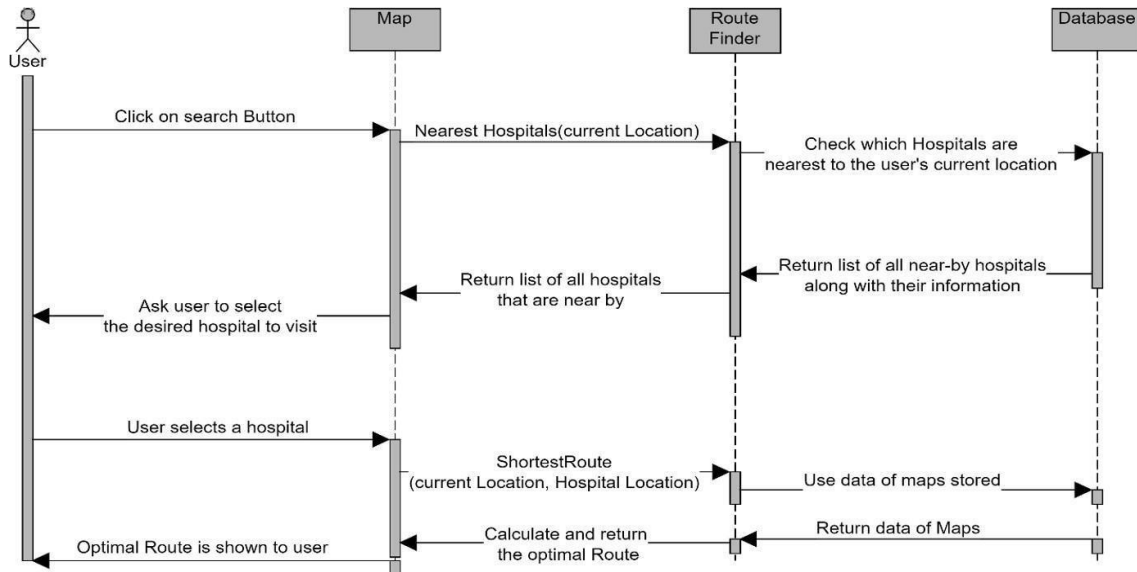 Map
Route
Finder
Database
User
Click on search Button
Nearest Hospitals(current Location)
Check which Hospitals are
nearest to the user's current location
Return list of all near-by hospitals
along with their information
Return list of all hospitals
that are near by
Ask user to select
the desired hospital to visit
User selects a hospital
ShortestRoute
(current Location, Hospital Location)
Use data of maps stored
Return data of Maps
Calculate and return
the optimal Route
Optimal Route is shown to user